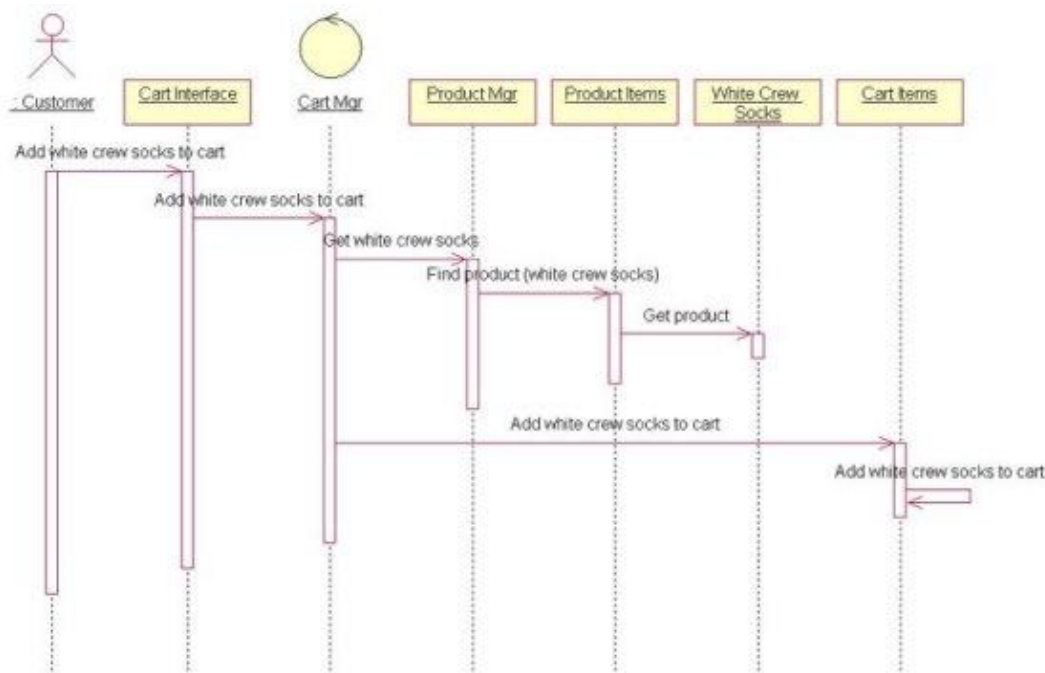 : Customer
Cart Interface
Cart Mgr
Product Mgr
Product Items
White Crew
Socks
Cart Items
Add white crew socks to cart
Add white crew socks to cart
Get white crew socks
Find product (white crew socks)
Get product
Add white crew socks to cart
Add white crew socks to cart